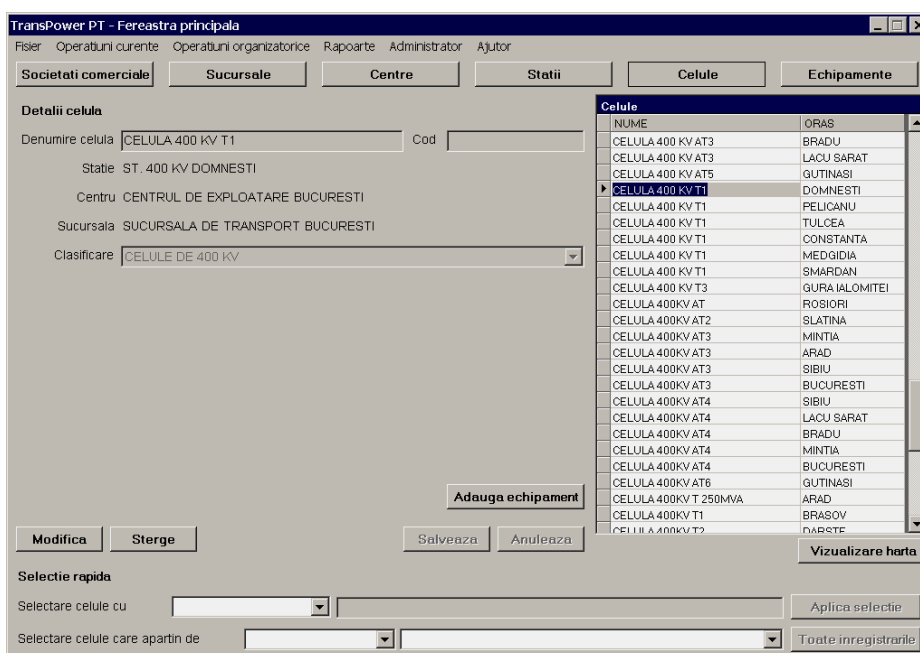 TransPower PT - Fereastra principala
Fisier Operatiuni curente Operatiuni organizatorice Rapoarte Administrator Ajutor
Societati comerciale Sucursale Centre Statii Celule Echipamente
Detalii celula
Denumire celula CELULA 400 KV T1 Cod
Statie ST. 400 KV DOMNESTI
Centru CENTRUL DE EXPLOATARE BUCURESTI
Sucursala SUCURSALA DE TRANSPORT BUCURESTI
Clasificare CELULE DE 400 KV
Adauga echipament
Modifica Sterge Salveaza Anuleaza
Celule
NUME ORAS
CELULA 400 KV AT3 BRADU
CELULA 400 KV AT3 LACU SARAT
CELULA 400 KV AT5 GUTINASI
CELULA 400 KV T1 DOMNESTI
CELULA 400 KV T1 PELICANU
CELULA 400 KV T1 TULCEA
CELULA 400 KV T1 CONSTANTA
CELULA 400 KV T1 MEDGIDIA
CELULA 400 KV T1 SMARDAN
CELULA 400 KV T3 GURA IALOMITEI
CELULA 400KV AT ROSIORI
CELULA 400KV AT2 SLATINA
CELULA 400KV AT3 MINTIA
CELULA 400KV AT3 ARAD
CELULA 400KV AT3 SIBIU
CELULA 400KV AT3 BUCURESTI
CELULA 400KV AT4 SIBIU
CELULA 400KV AT4 LACU SARAT
CELULA 400KV AT4 BRADU
CELULA 400KV AT4 MINTIA
CELULA 400KV AT4 BUCURESTI
CELULA 400KV AT6 GUTINASI
CELULA 400KV T 250MVA ARAD
CELULA 400KV T1 BRASOV
CELULA 400KV T2 DARSTE
Vizualizare harta
Selectie rapida
Selectare celule cu Aplica selectie
Selectare celule care apartin de Toate inregistrarile